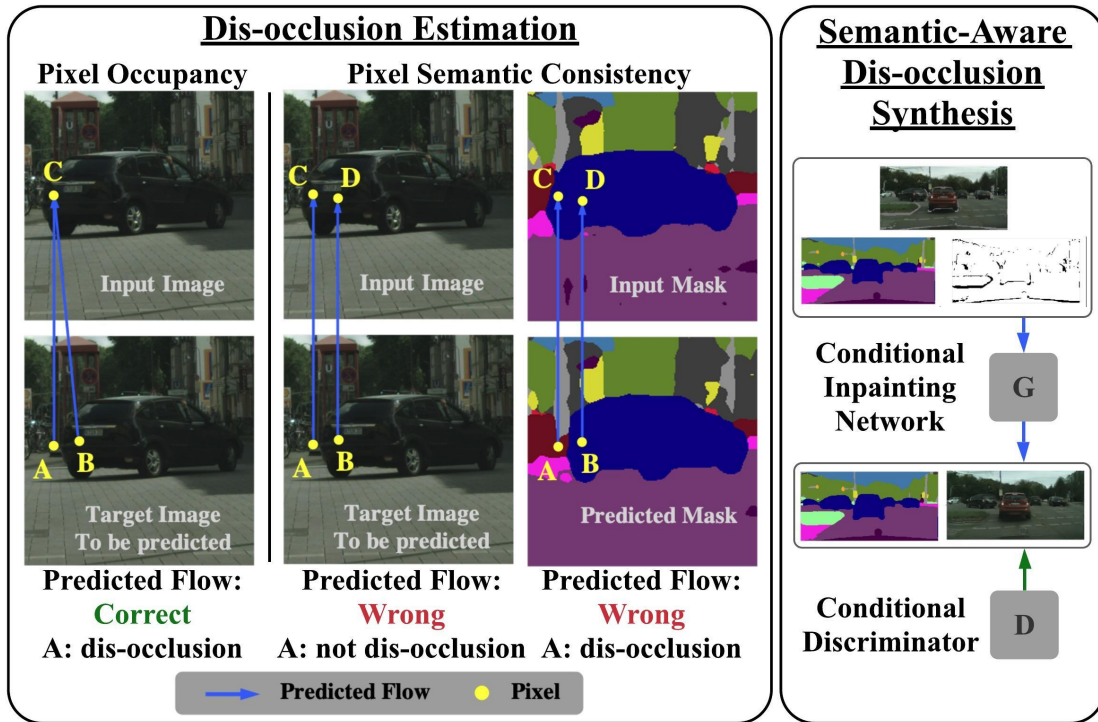 Dis-occlusion Estimation
Pixel Occupancy
Pixel Semantic Consistency
C
Input Image
A
B
Target Image
To be predicted
C
D
Input Image
A
B
Target Image
To be predicted
C
D
Input Mask
A
B
Predicted Mask
Predicted Flow:
Correct
A: dis-occlusion
Predicted Flow:
Wrong
A: not dis-occlusion
Predicted Flow:
Wrong
A: dis-occlusion
Predicted Flow
Pixel
Semantic-Aware
Dis-occlusion
Synthesis
Conditional
Inpainting
Network
G
Conditional
Discriminator
D